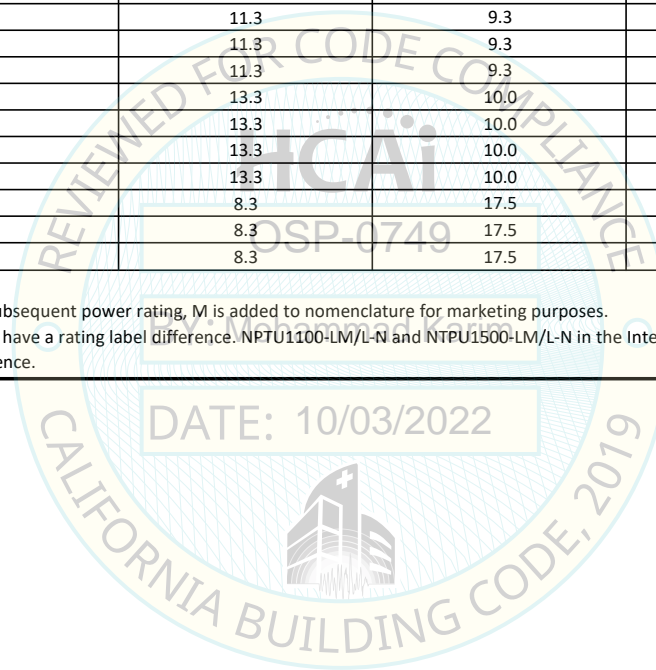 11.3 9.3
11.3 9.3
11.3 9.3
13.3 10.0
13.3 10.0
13.3 10.0
13.3 10.0
8.3 17.5
8.3 17.5
8.3 17.5
ubsequent power rating, M is added to nomenclature for marketing purposes.
have a rating label difference. NPTU1100-LM/L-N and NTPU1500-LM/L-N in the Inte
ence.
REVIEWED FOR CODE COMPLIANCE
HCAi
OSP-0749
BY: Mohammad Karim
DATE: 10/03/2022
CALIFORNIA BUILDING CODE, 2019